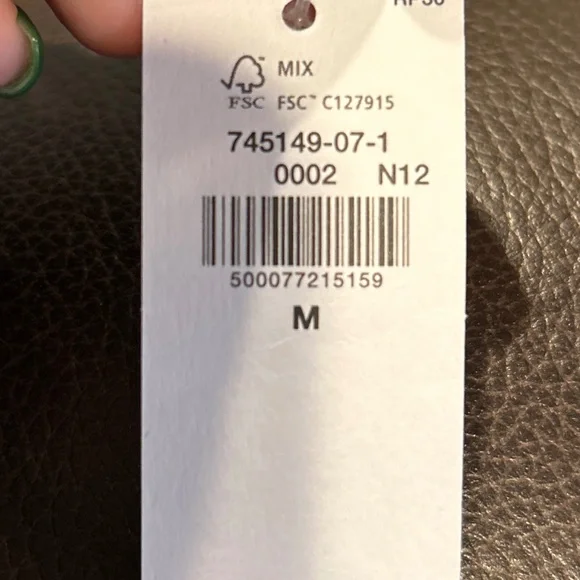 MIX
FSC FSC™ C127915
745149-07-1
0002 N12
500077215159
M